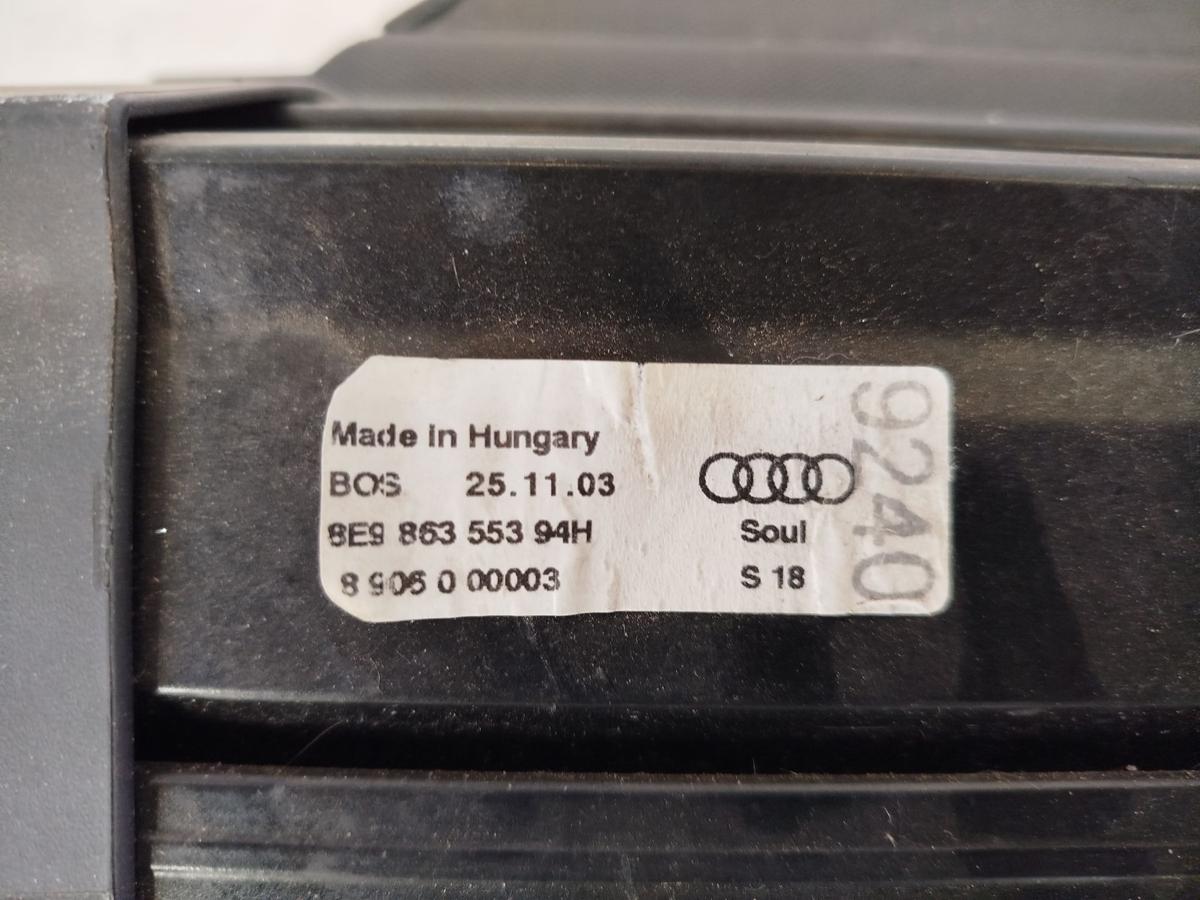 Made in Hungary
BOS 25.11.03
8E9 863 553 94H
8 906 0 00003
Soul
S 18
9240